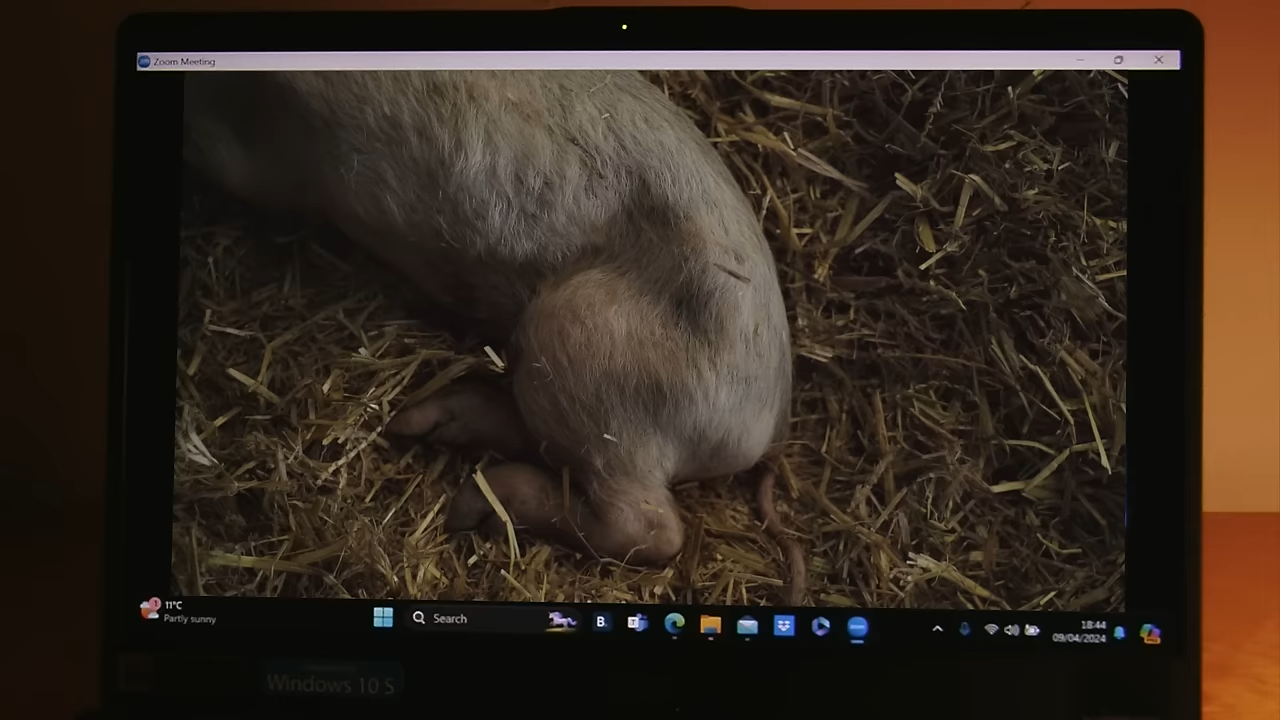 Zoom Meeting
11°C
Partly sunny
Search
B.
18:44
09/04/2024
Windows 10 S